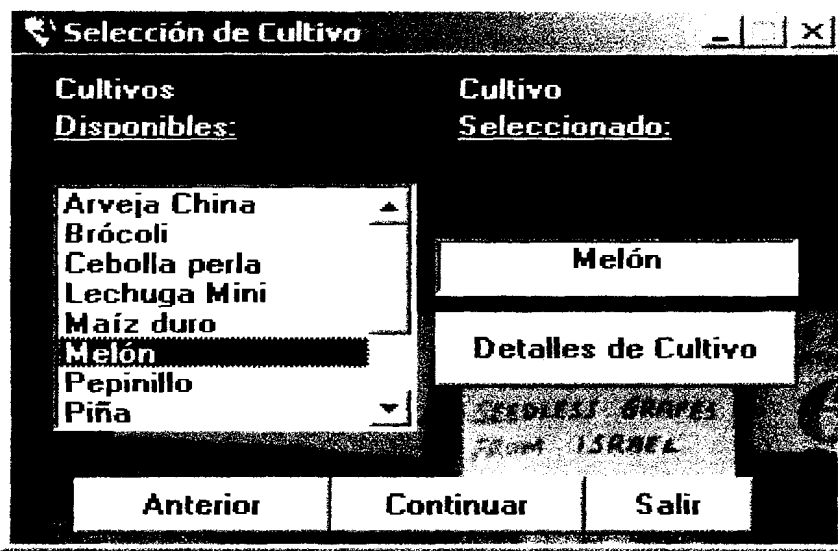 Selección de Cultivo
Cultivos
Disponibles:
Cultivo
Seleccionado:
Arveja China
Brócoli
Cebolla perla
Lechuga Mini
Maíz duro
Melón
Pepinillo
Piña
Melón
Detalles de Cultivo
SEEDLESS GRAPES
FROM ISRAEL
Anterior
Continuar
Salir